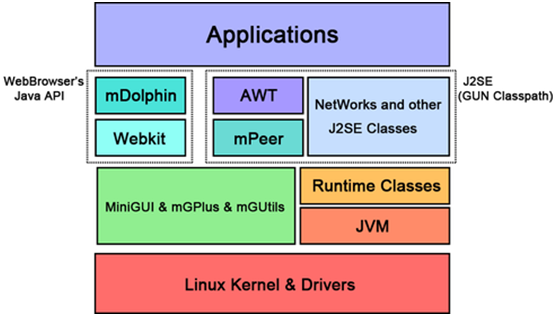 Applications
WebBrowser's
Java API
mDolphin
Webkit
AWT
mPeer
NetWorks and other
J2SE Classes
J2SE
(GUN Classpath)
MiniGUI & mGPlus & mGUtils
Runtime Classes
JVM
Linux Kernel & Drivers